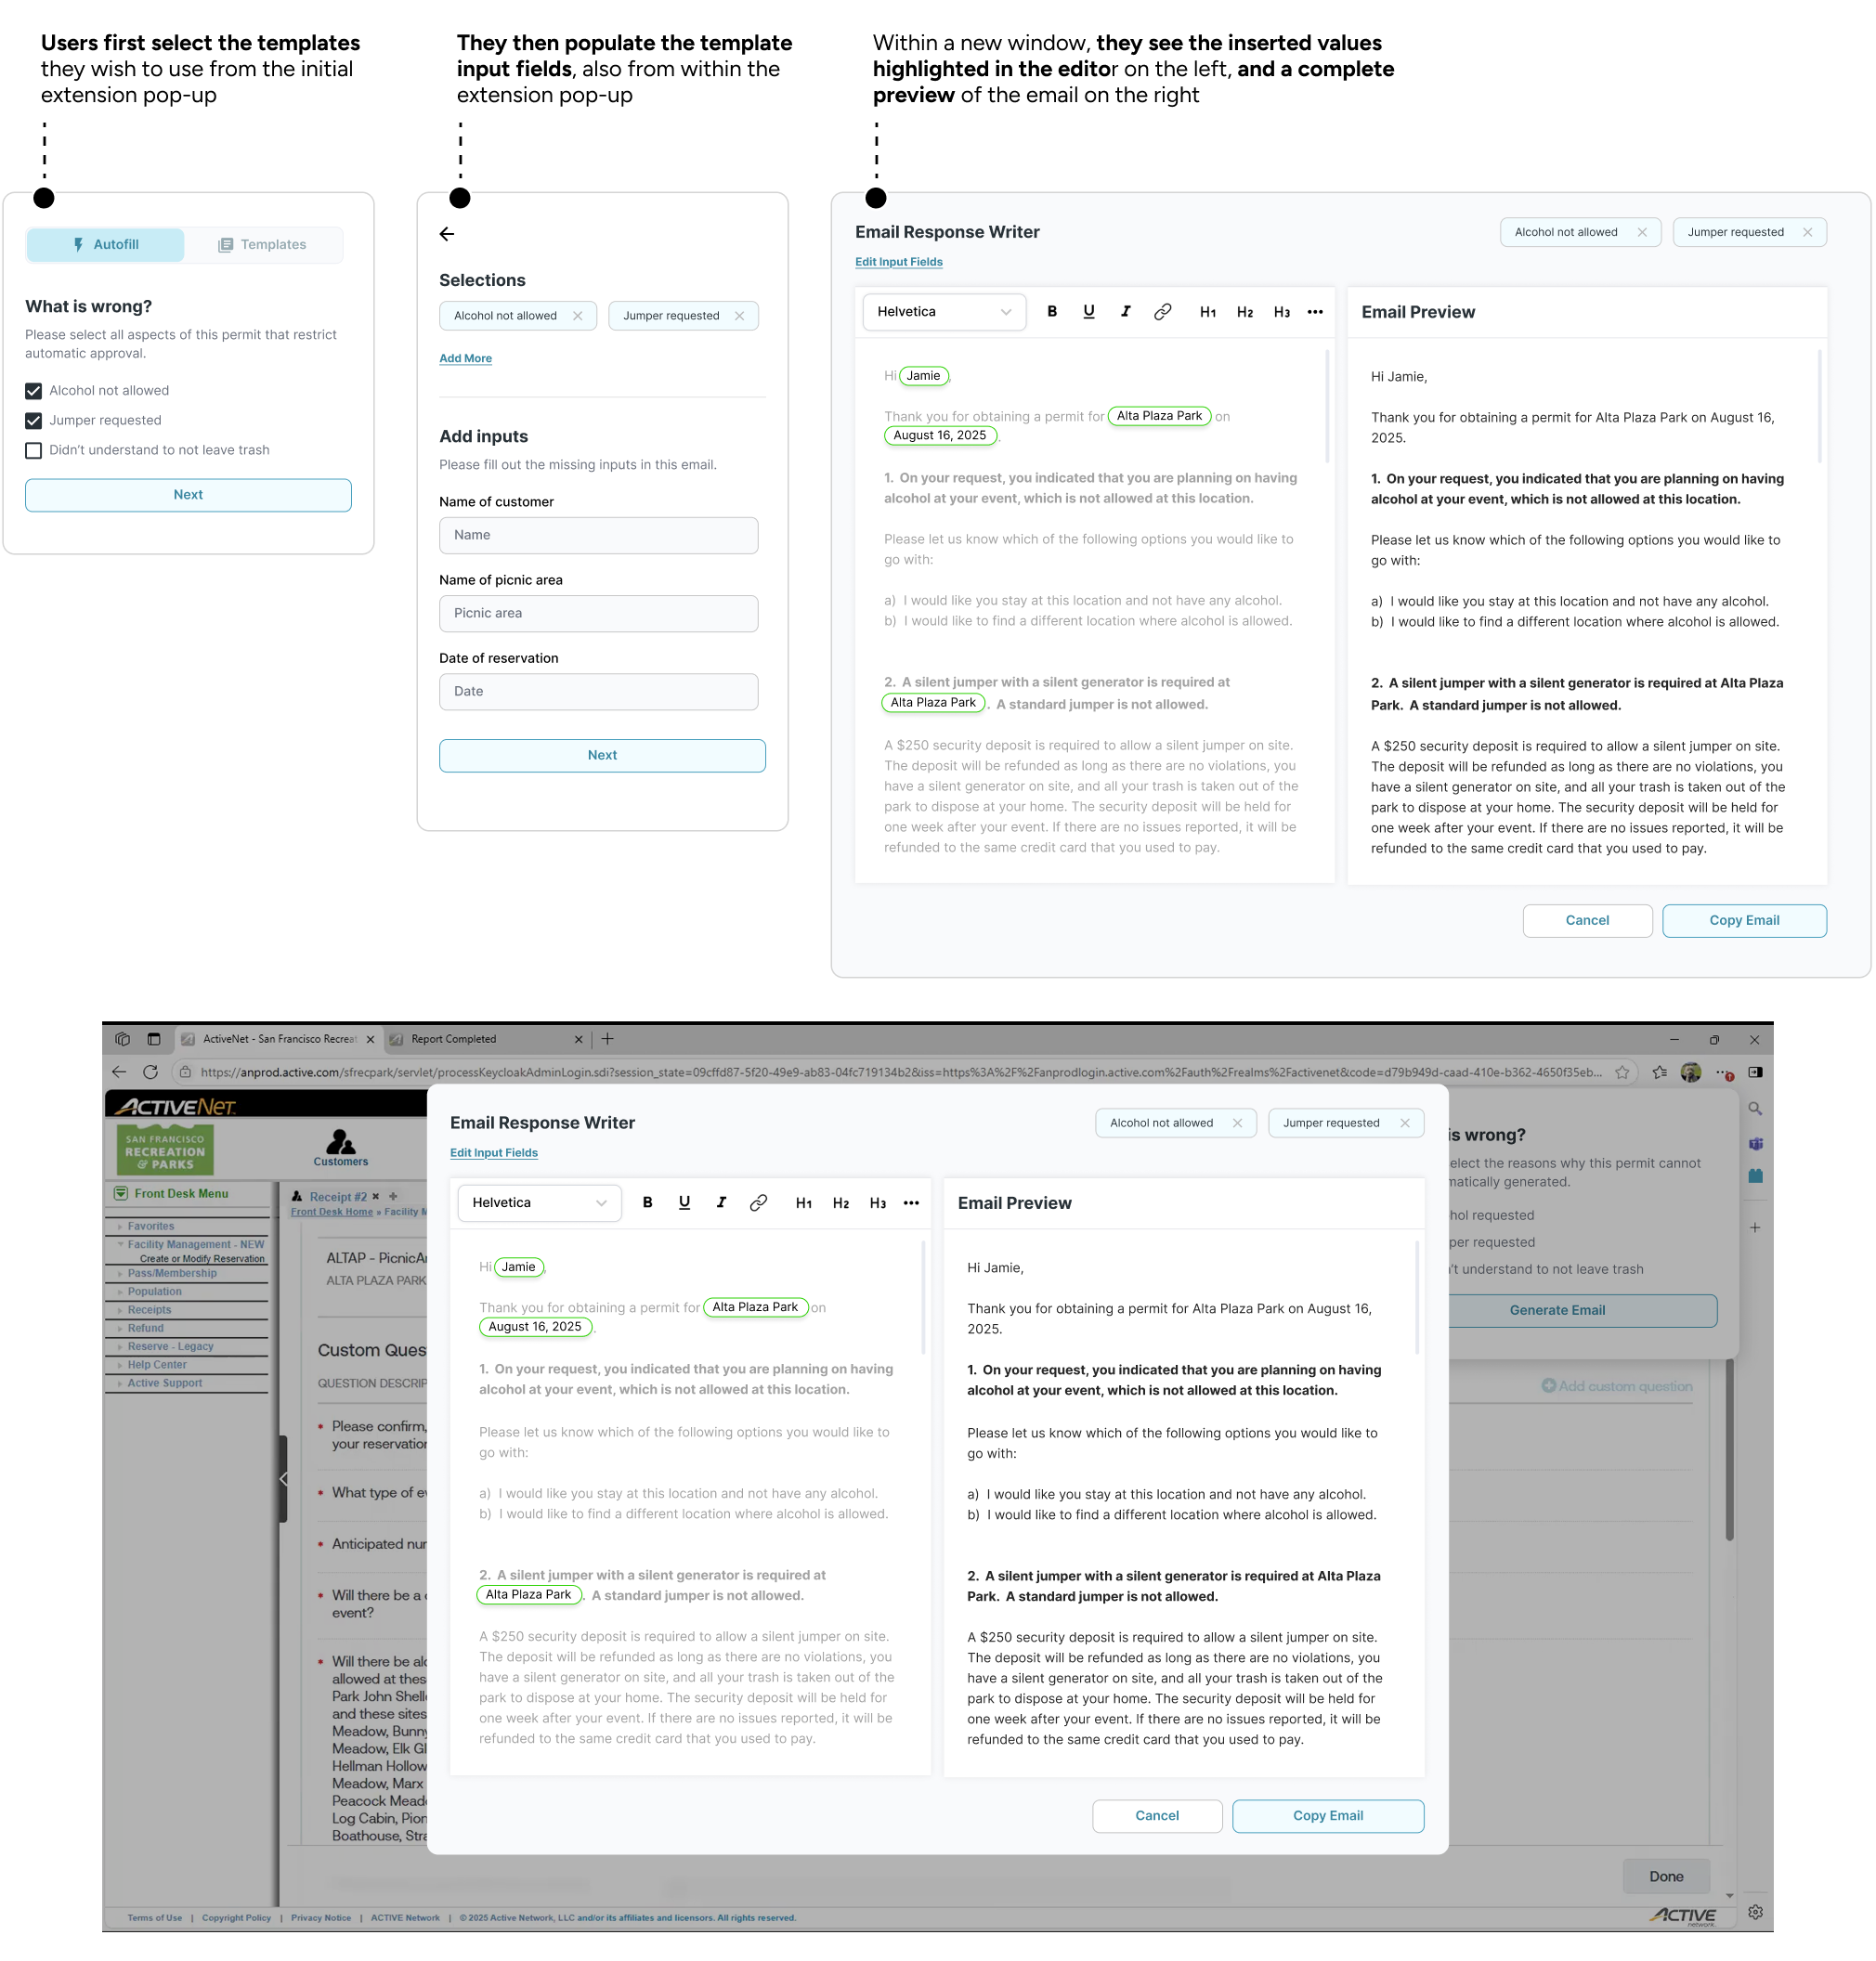 Users first select the templates
they wish to use from the initial
extension pop-up
They then populate the template
input fields, also from within the
extension pop-up
Within a new window, they see the inserted values
highlighted in the editor on the left, and a complete
preview of the email on the right
Autofill
Templates
What is wrong?
Please select all aspects of this permit that restrict
automatic approval.
Alcohol not allowed
Jumper requested
Didn't understand to not leave trash
Next
Selections
Alcohol not allowed
Jumper requested
Add More
Add inputs
Please fill out the missing inputs in this email.
Name of customer
Name
Name of picnic area
Picnic area
Date of reservation
Date
Next
Email Response Writer
Alcohol not allowed
Jumper requested
Edit Input Fields
Helvetica
B U I H1 H2 H3
Hi Jamie,
Thank you for obtaining a permit for Alta Plaza Park on
August 16, 2025.
1. On your request, you indicated that you are planning on having
alcohol at your event, which is not allowed at this location.
Please let us know which of the following options you would like to
go with:
a) I would like you stay at this location and not have any alcohol.
b) I would like to find a different location where alcohol is allowed.
2. A silent jumper with a silent generator is required at
Alta Plaza Park. A standard jumper is not allowed.
A $250 security deposit is required to allow a silent jumper on site.
The deposit will be refunded as long as there are no violations, you
have a silent generator on site, and all your trash is taken out of the
park to dispose at your home. The security deposit will be held for
one week after your event. If there are no issues reported, it will be
refunded to the same credit card that you used to pay.
Email Preview
Hi Jamie,
Thank you for obtaining a permit for Alta Plaza Park on August 16,
2025.
1. On your request, you indicated that you are planning on having
alcohol at your event, which is not allowed at this location.
Please let us know which of the following options you would like to
go with:
a) I would like you stay at this location and not have any alcohol.
b) I would like to find a different location where alcohol is allowed.
2. A silent jumper with a silent generator is required at Alta Plaza
Park. A standard jumper is not allowed.
A $250 security deposit is required to allow a silent jumper on site.
The deposit will be refunded as long as there are no violations, you
have a silent generator on site, and all your trash is taken out of the
park to dispose at your home. The security deposit will be held for
one week after your event. If there are no issues reported, it will be
refunded to the same credit card that you used to pay.
Cancel
Copy Email
ActiveNet - San Francisco Recreat
Report Completed
https://anprod.active.com/sfrecpark/servlet/processKeycloakAdminLogin.sdi?session_state=09cffd87-5f20-49e9-ab83-04fc719134b2&iss=https%3A%2F%2Fanprodlogin.active.com%2Fauth%2Frealms%2Factivenet&code=d79b949d-caad-410e-b362-4650f35eb...
ACTIVENET
SAN FRANCISCO
RECREATION
& PARKS
Customers
Front Desk Menu
Favorites
Facility Management - NEW
Create or Modify Reservation
Pass/Membership
Population
Receipts
Refund
Reserve - Legacy
Help Center
Active Support
Receipt #2
Front Desk Home » Facility M
ALTAP - PicnicAr
ALTA PLAZA PARK
Custom Ques
QUESTION DESCRIP
Please confirm,
your reservation
What type of ev
Anticipated nur
Will there be a
event?
Will there be alc
allowed at thes
Park John Shell
and these sites
Meadow, Bunny
Meadow, Elk Gl
Hellman Hollow
Meadow, Marx
Peacock Mead
Log Cabin, Pion
Boathouse, Stra
Email Response Writer
Alcohol not allowed
Jumper requested
Edit Input Fields
Helvetica
B U I H1 H2 H3
Hi Jamie,
Thank you for obtaining a permit for Alta Plaza Park on
August 16, 2025.
1. On your request, you indicated that you are planning on having
alcohol at your event, which is not allowed at this location.
Please let us know which of the following options you would like to
go with:
a) I would like you stay at this location and not have any alcohol.
b) I would like to find a different location where alcohol is allowed.
2. A silent jumper with a silent generator is required at
Alta Plaza Park. A standard jumper is not allowed.
A $250 security deposit is required to allow a silent jumper on site.
The deposit will be refunded as long as there are no violations, you
have a silent generator on site, and all your trash is taken out of the
park to dispose at your home. The security deposit will be held for
one week after your event. If there are no issues reported, it will be
refunded to the same credit card that you used to pay.
Email Preview
Hi Jamie,
Thank you for obtaining a permit for Alta Plaza Park on August 16,
2025.
1. On your request, you indicated that you are planning on having
alcohol at your event, which is not allowed at this location.
Please let us know which of the following options you would like to
go with:
a) I would like you stay at this location and not have any alcohol.
b) I would like to find a different location where alcohol is allowed.
2. A silent jumper with a silent generator is required at Alta Plaza
Park. A standard jumper is not allowed.
A $250 security deposit is required to allow a silent jumper on site.
The deposit will be refunded as long as there are no violations, you
have a silent generator on site, and all your trash is taken out of the
park to dispose at your home. The security deposit will be held for
one week after your event. If there are no issues reported, it will be
refunded to the same credit card that you used to pay.
Cancel
Copy Email
is wrong?
elect the reasons why this permit cannot
matically generated.
hol requested
per requested
't understand to not leave trash
Generate Email
Add custom question
Done
Terms of Use | Copyright Policy | Privacy Notice | ACTIVE Network | © 2025 Active Network, LLC and/or its affiliates and licensors. All rights reserved.
ACTIVE
network